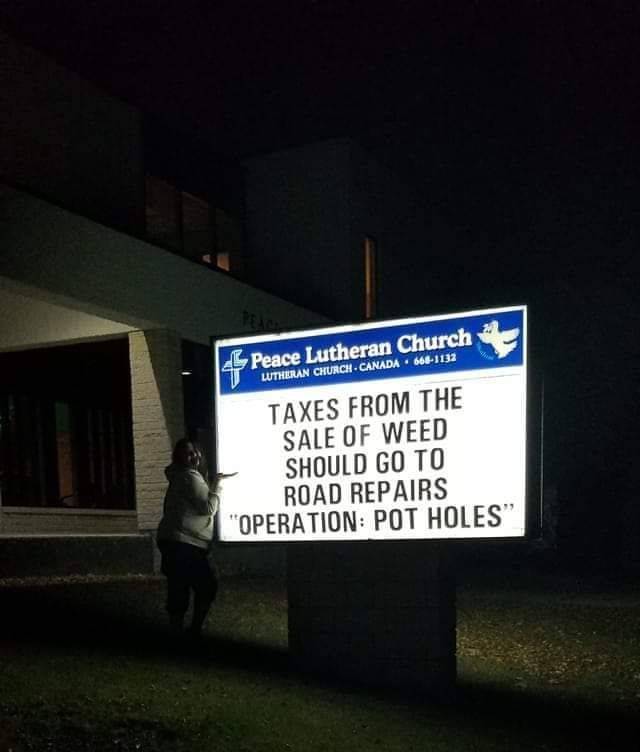 PEACE
Peace Lutheran Church
LUTHERAN CHURCH - CANADA • 668-1132
TAXES FROM THE
SALE OF WEED
SHOULD GO TO
ROAD REPAIRS
"OPERATION: POT HOLES"